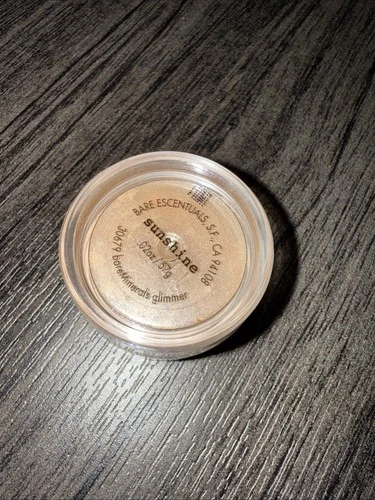 BARE ESCENTUALS, S.F., CA 94108
sunshine
.02oz/.57g
30679 bareMinerals glimmer